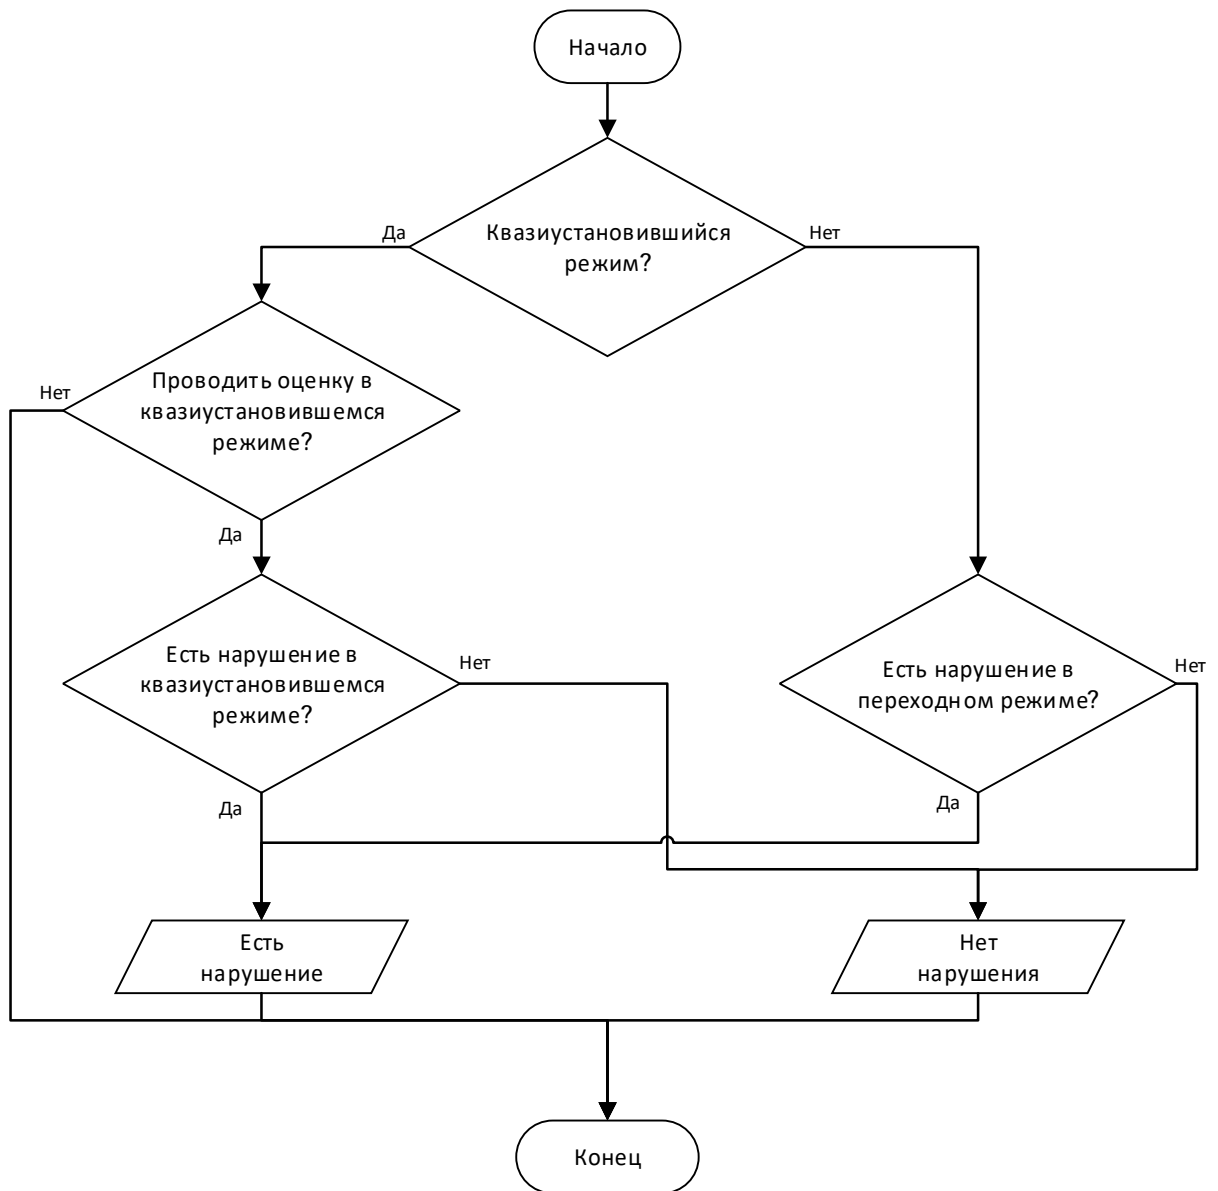 Начало
Да
Квазиустановившийся
режим?
Нет
Нет
Проводить оценку в
квазиустановившемся
режиме?
Да
Есть нарушение в
квазиустановившемся
режиме?
Нет
Есть нарушение в
переходном режиме?
Нет
Да
Да
Есть
нарушение
Нет
нарушения
Конец